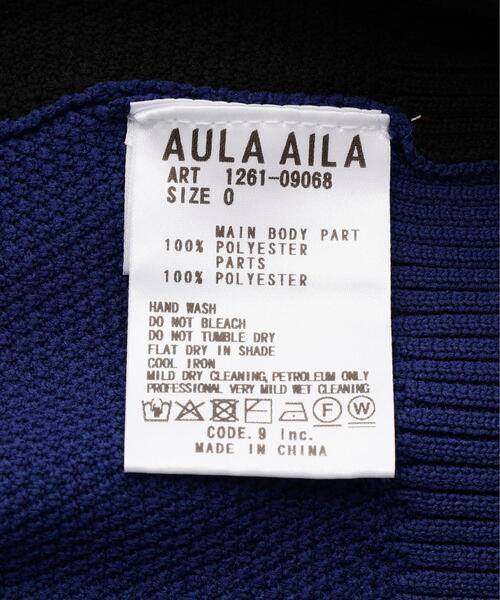 AULA AILA
ART 1261-09068
SIZE 0
MAIN BODY PART
100% POLYESTER
PARTS
100% POLYESTER
HAND WASH
DO NOT BLEACH
DO NOT TUMBLE DRY
FLAT DRY IN SHADE
COOL IRON
MILD DRY CLEANING, PETROLEUM ONLY
PROFESSIONAL VERY MILD WET CLEANING
F W
CODE. 9 Inc.
MADE IN CHINA